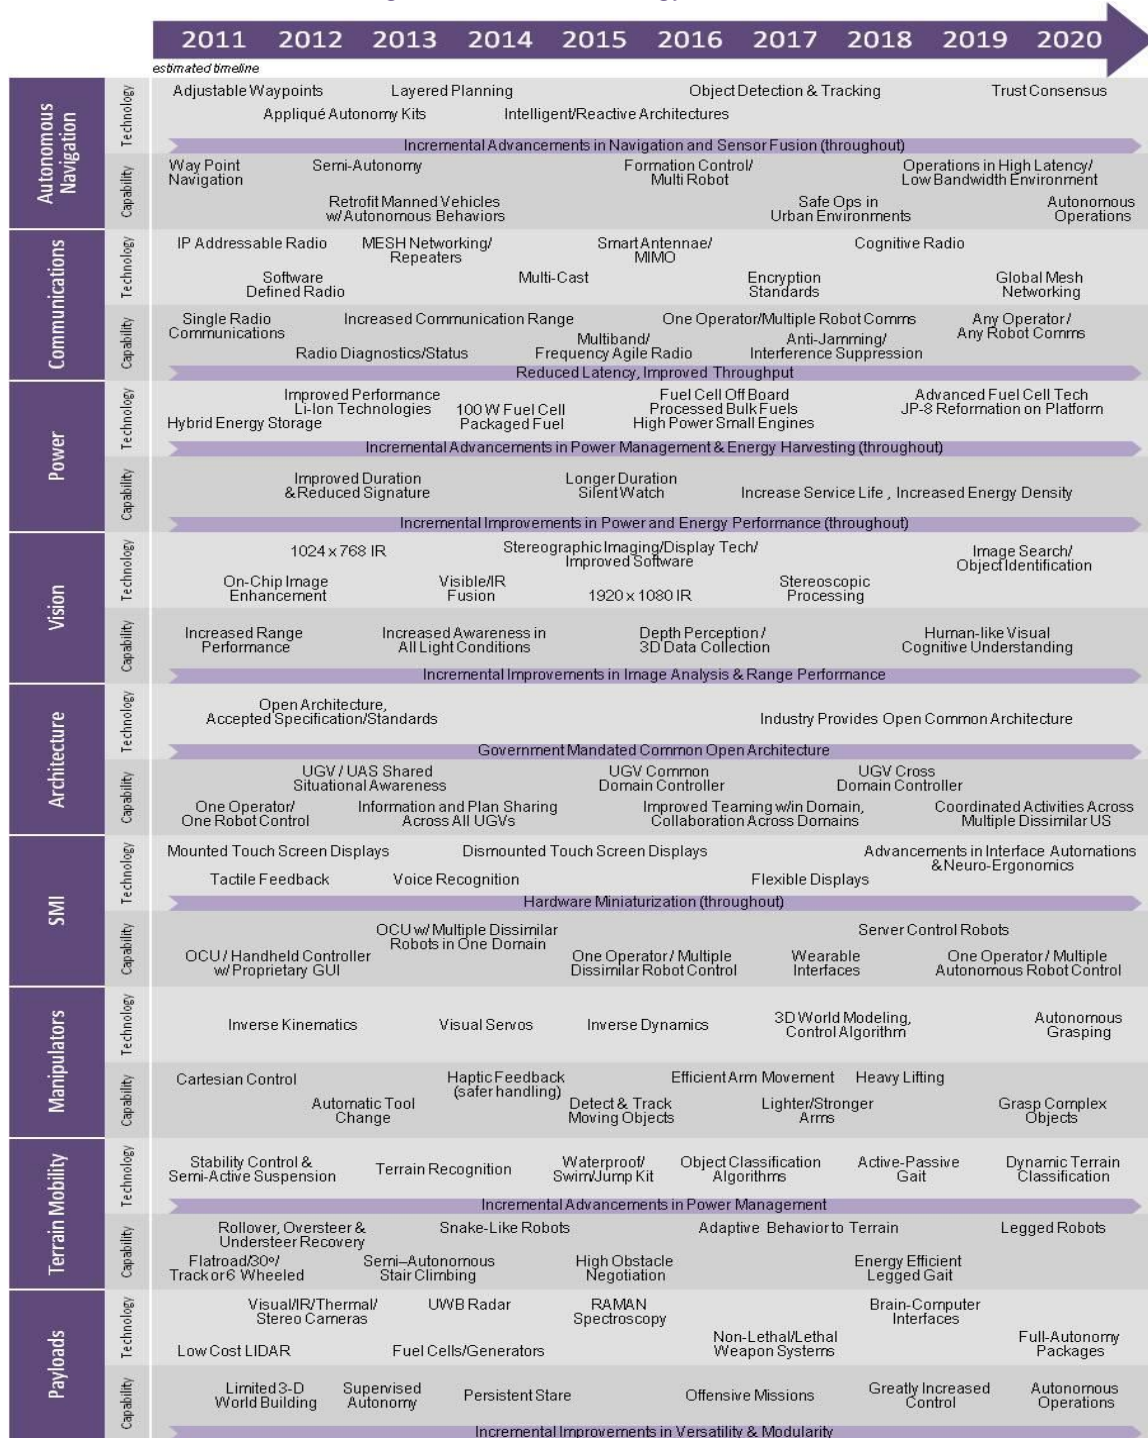 2011 2012 2013 2014 2015 2016 2017 2018 2019 2020
estimated timeline
Autonomous
Navigation
Technology
Adjustable Waypoints Layered Planning Object Detection & Tracking Trust Consensus
Appliqué Autonomy Kits Intelligent/Reactive Architectures
Incremental Advancements in Navigation and Sensor Fusion (throughout)
Capability
Way Point
Navigation
Semi-Autonomy
Formation Control/
Multi Robot
Operations in High Latency/
Low Bandwidth Environment
Retrofit Manned Vehicles
w/Autonomous Behaviors
Safe Ops in
Urban Environments
Autonomous
Operations
Communications
Technology
IP Addressable Radio
MESH Networking/
Repeaters
Smart Antennae/
MIMO
Cognitive Radio
Software
Defined Radio
Multi-Cast
Encryption
Standards
Global Mesh
Networking
Capability
Single Radio
Communications
Increased Communication Range
One Operator/Multiple Robot Comms
Any Operator/
Any Robot Comms
Radio Diagnostics/Status
Multiband/
Frequency Agile Radio
Anti-Jamming/
Interference Suppression
Reduced Latency, Improved Throughput
Power
Technology
Hybrid Energy Storage
Improved Performance
Li-Ion Technologies
100 W Fuel Cell
Packaged Fuel
Fuel Cell Off Board
Processed Bulk Fuels
High Power Small Engines
Advanced Fuel Cell Tech
JP-8 Reformation on Platform
Incremental Advancements in Power Management & Energy Harvesting (throughout)
Capability
Improved Duration
& Reduced Signature
Longer Duration
Silent Watch
Increase Service Life , Increased Energy Density
Incremental Improvements in Power and Energy Performance (throughout)
Vision
Technology
1024 x 768 IR
Stereographic Imaging/Display Tech/
Improved Software
Image Search/
Object Identification
On-Chip Image
Enhancement
Visible/IR
Fusion
1920 x 1080 IR
Stereoscopic
Processing
Capability
Increased Range
Performance
Increased Awareness in
All Light Conditions
Depth Perception /
3D Data Collection
Human-like Visual
Cognitive Understanding
Incremental Improvements in Image Analysis & Range Performance
Architecture
Technology
Open Architecture,
Accepted Specification/Standards
Industry Provides Open Common Architecture
Government Mandated Common Open Architecture
Capability
UGV / UAS Shared
Situational Awareness
UGV Common
Domain Controller
UGV Cross
Domain Controller
One Operator/
One Robot Control
Information and Plan Sharing
Across All UGVs
Improved Teaming w/in Domain,
Collaboration Across Domains
Coordinated Activities Across
Multiple Dissimilar US
SMI
Technology
Mounted Touch Screen Displays Dismounted Touch Screen Displays
Advancements in Interface Automations
& Neuro-Ergonomics
Tactile Feedback Voice Recognition Flexible Displays
Hardware Miniaturization (throughout)
Capability
OCU w/ Multiple Dissimilar
Robots in One Domain
Server Control Robots
OCU / Handheld Controller
w/ Proprietary GUI
One Operator / Multiple
Dissimilar Robot Control
Wearable
Interfaces
One Operator / Multiple
Autonomous Robot Control
Manipulators
Technology
Inverse Kinematics Visual Servos Inverse Dynamics
3D World Modeling,
Control Algorithm
Autonomous
Grasping
Capability
Cartesian Control
Haptic Feedback
(safer handling)
Efficient Arm Movement Heavy Lifting
Automatic Tool
Change
Detect & Track
Moving Objects
Lighter/Stronger
Arms
Grasp Complex
Objects
Terrain Mobility
Technology
Stability Control &
Semi-Active Suspension
Terrain Recognition
Waterproof/
Swim/Jump Kit
Object Classification
Algorithms
Active-Passive
Gait
Dynamic Terrain
Classification
Incremental Advancements in Power Management
Capability
Rollover, Oversteer &
Understeer Recovery
Snake-Like Robots Adaptive Behavior to Terrain Legged Robots
Flat road/30º/
Track or 6 Wheeled
Semi–Autonomous
Stair Climbing
High Obstacle
Negotiation
Energy Efficient
Legged Gait
Payloads
Technology
Visual/IR/Thermal/
Stereo Cameras
UWB Radar
RAMAN
Spectroscopy
Brain-Computer
Interfaces
Low Cost LIDAR Fuel Cells/Generators
Non-Lethal/Lethal
Weapon Systems
Full-Autonomy
Packages
Capability
Limited 3-D
World Building
Supervised
Autonomy
Persistent Stare Offensive Missions
Greatly Increased
Control
Autonomous
Operations
Incremental Improvements in Versatility & Modularity